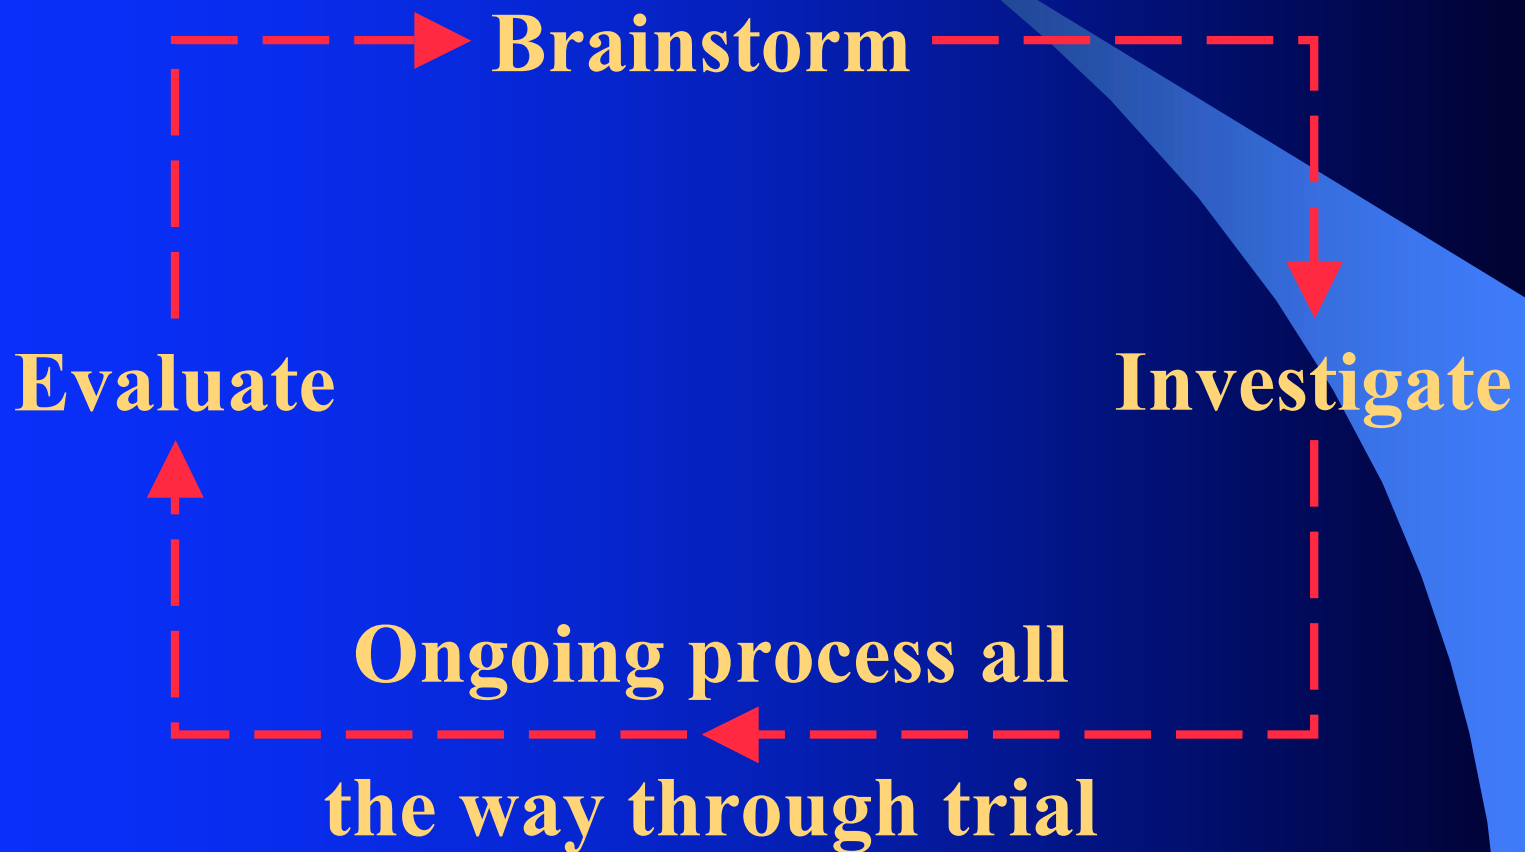 Brainstorm
Evaluate
Investigate
Ongoing process all
the way through trial